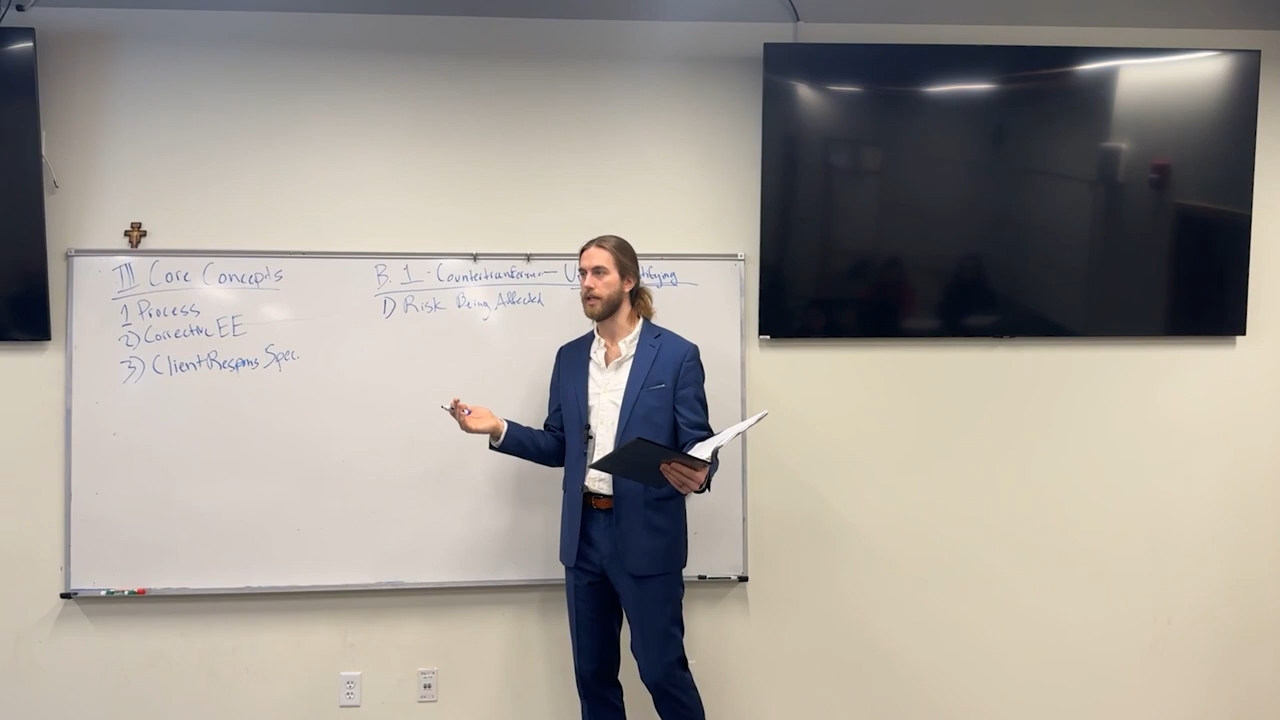 III Core Concepts
1 Process
2) Corrective EE
3) Client Respons Spec.
B. 1 - Countertransference
1) Risk Being Affected